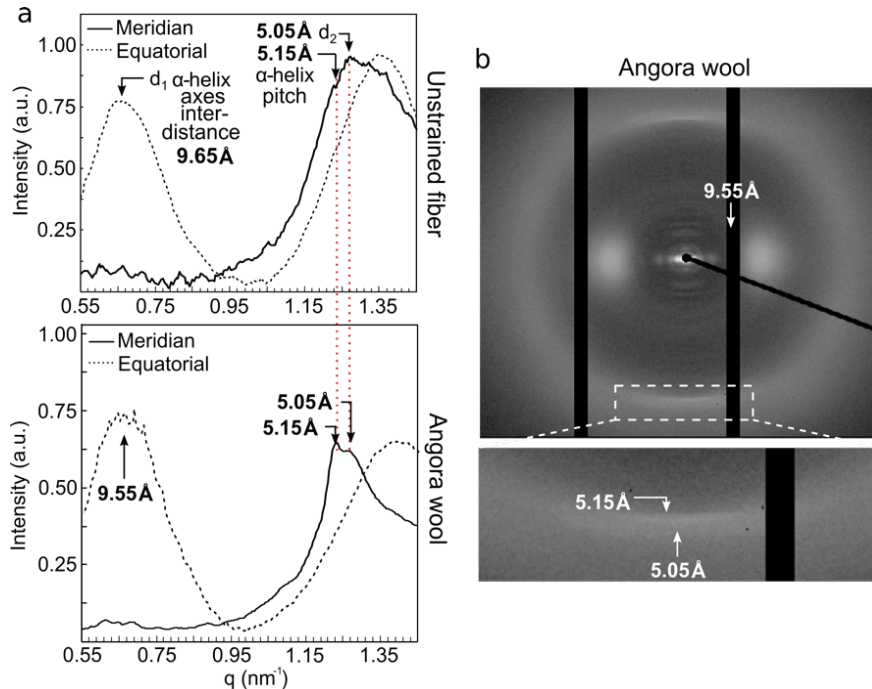 a
Meridian
Equatorial
5.05Å d2
5.15Å
α-helix
pitch
d1 α-helix
axes
inter-
distance
9.65Å
Intensity (a.u.)
1.00
0.75
0.50
0.25
0.55 0.75 0.95 1.15 1.35
Unstrained fiber
1.00
Meridian
Equatorial
0.75
5.05Å
5.15Å
9.55Å
Intensity (a.u.)
0.50
0.25
0.55 0.75 0.95 1.15 1.35
q (nm-1)
Angora wool
b
Angora wool
9.55Å
5.15Å
5.05Å